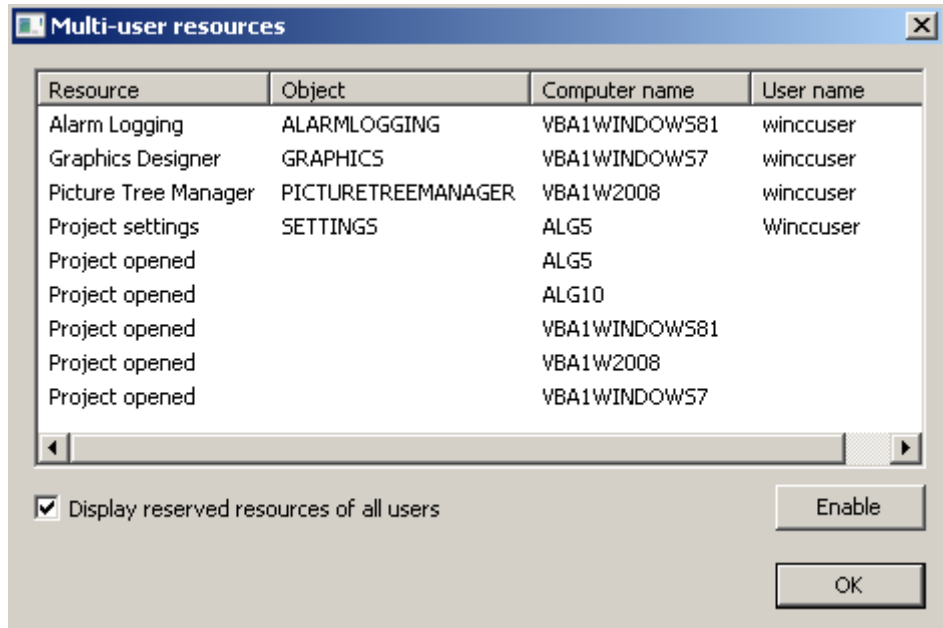 Multi-user resources
Resource Object Computer name User name
Alarm Logging ALARMLOGGING VBA1WINDOWS81 winccuser
Graphics Designer GRAPHICS VBA1WINDOWS7 winccuser
Picture Tree Manager PICTURETREEMANAGER VBA1W2008 winccuser
Project settings SETTINGS ALG5 Winccuser
Project opened ALG5
Project opened ALG10
Project opened VBA1WINDOWS81
Project opened VBA1W2008
Project opened VBA1WINDOWS7
Display reserved resources of all users Enable
OK